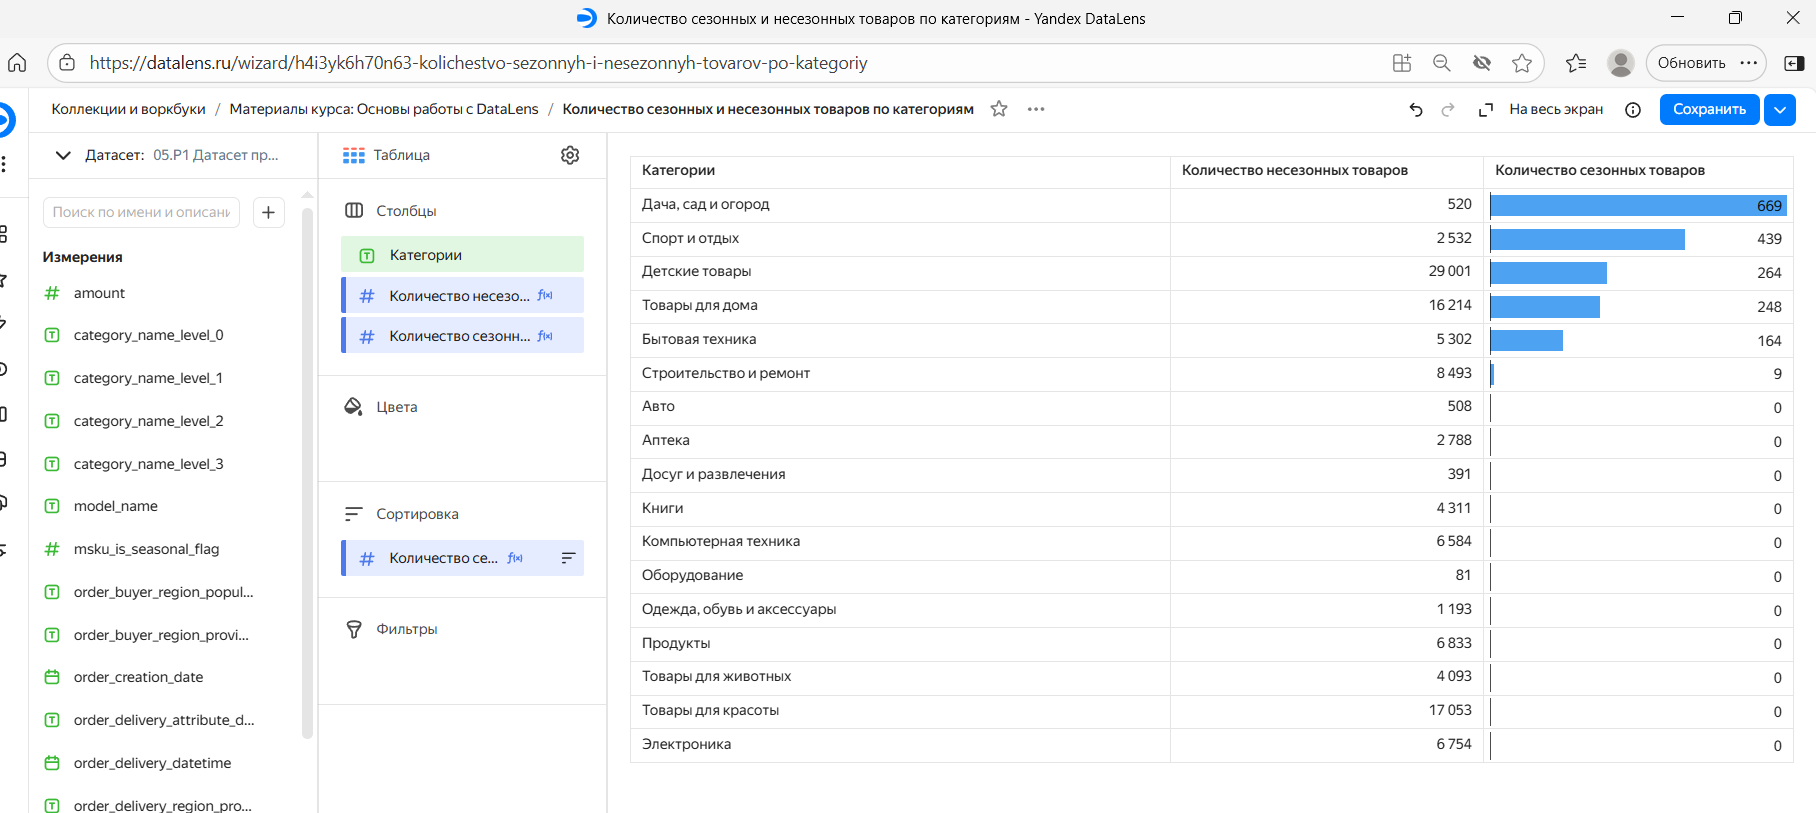 Количество сезонных и несезонных товаров по категориям - Yandex DataLens
https://datalens.ru/wizard/h4i3yk6h70n63-kolichestvo-sezonnyh-i-nesezonnyh-tovarov-po-kategoriy
Обновить
Коллекции и воркбуки / Материалы курса: Основы работы с DataLens / Количество сезонных и несезонных товаров по категориям
На весь экран
Сохранить
Датасет: 05.P1 Датасет пр...
Поиск по имени и описани
Измерения
amount
category_name_level_0
category_name_level_1
category_name_level_2
category_name_level_3
model_name
msku_is_seasonal_flag
order_buyer_region_popul...
order_buyer_region_provi...
order_creation_date
order_delivery_attribute_d...
order_delivery_datetime
order_delivery_region_pro...
Таблица
Столбцы
Категории
Количество несезо... f(x)
Количество сезонн... f(x)
Цвета
Сортировка
Количество се... f(x)
Фильтры
Категории Количество несезонных товаров Количество сезонных товаров
Дача, сад и огород 520 669
Спорт и отдых 2 532 439
Детские товары 29 001 264
Товары для дома 16 214 248
Бытовая техника 5 302 164
Строительство и ремонт 8 493 9
Авто 508 0
Аптека 2 788 0
Досуг и развлечения 391 0
Книги 4 311 0
Компьютерная техника 6 584 0
Оборудование 81 0
Одежда, обувь и аксессуары 1 193 0
Продукты 6 833 0
Товары для животных 4 093 0
Товары для красоты 17 053 0
Электроника 6 754 0